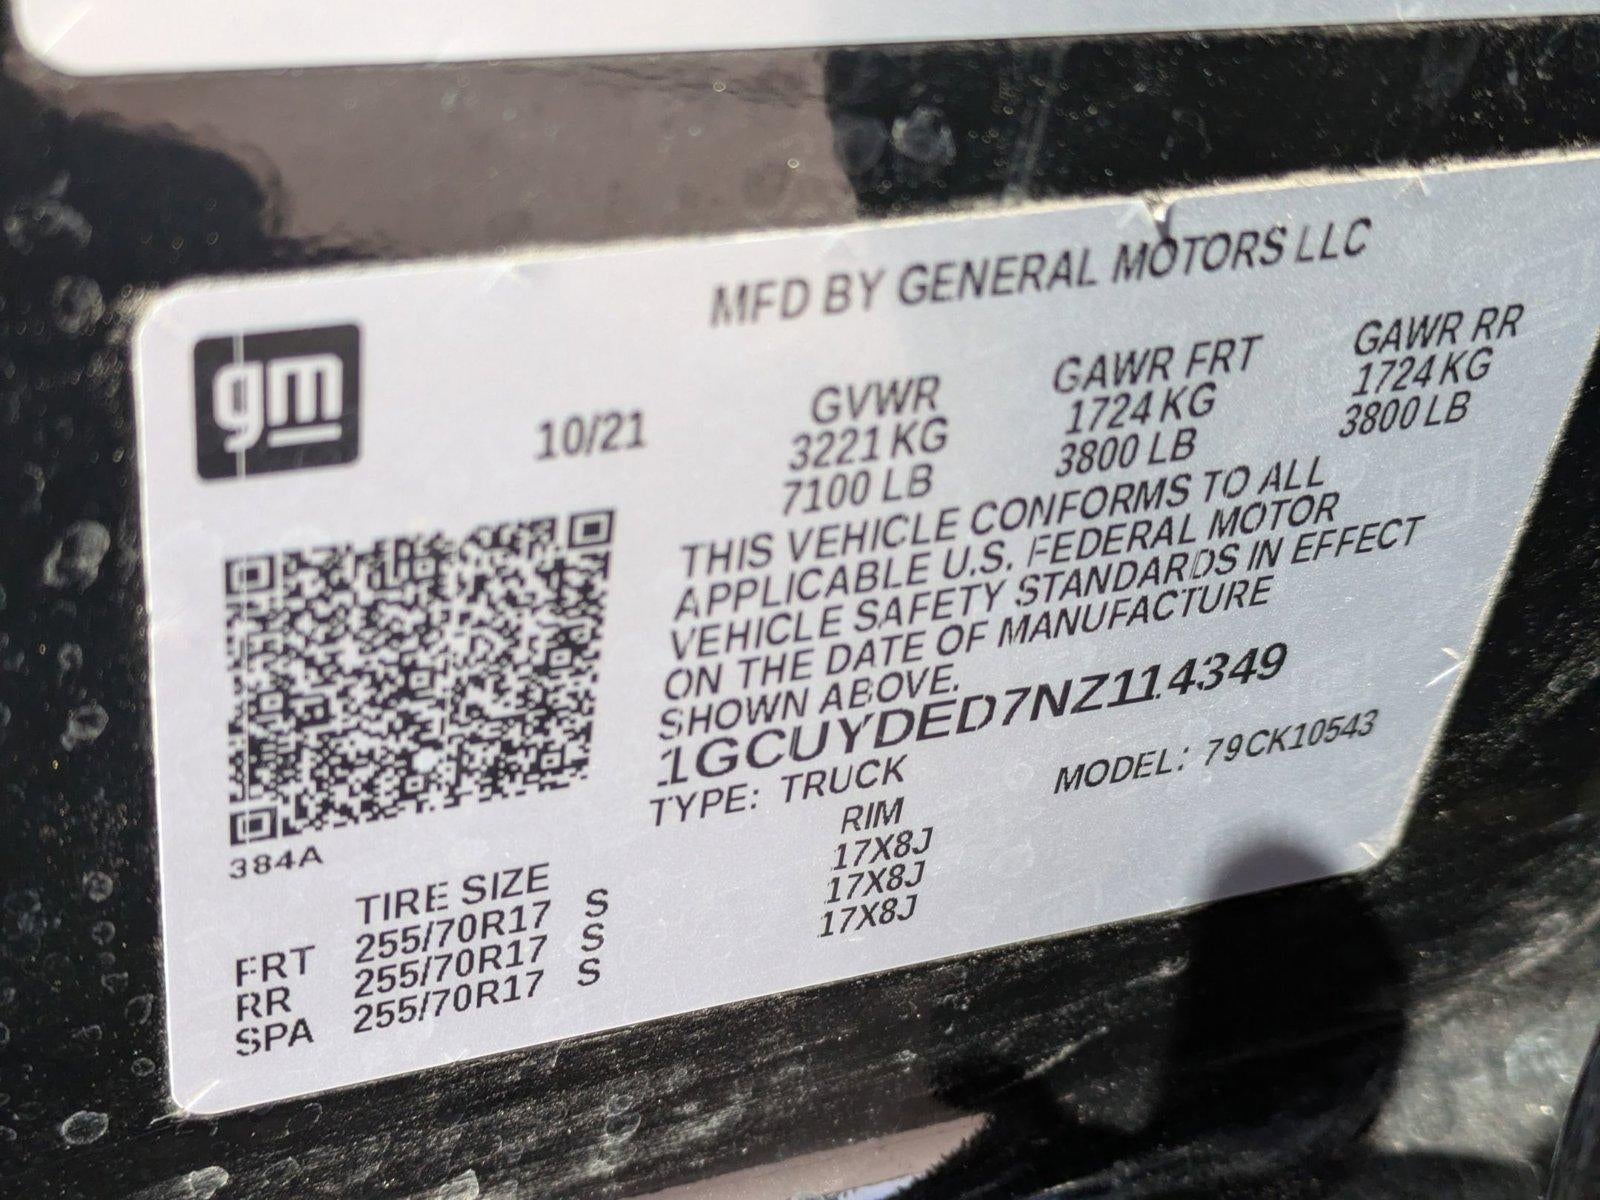 gm
MFD BY GENERAL MOTORS LLC
10/21
GVWR GAWR FRT GAWR RR
3221 KG 1724 KG 1724 KG
7100 LB 3800 LB 3800 LB
THIS VEHICLE CONFORMS TO ALL
APPLICABLE U.S. FEDERAL MOTOR
VEHICLE SAFETY STANDARDS IN EFFECT
ON THE DATE OF MANUFACTURE
SHOWN ABOVE.
1GCUYDED7NZ114349
TYPE: TRUCK MODEL: 79CK10543
384A
TIRE SIZE RIM
FRT 255/70R17 S 17X8J
RR 255/70R17 S 17X8J
SPA 255/70R17 S 17X8J